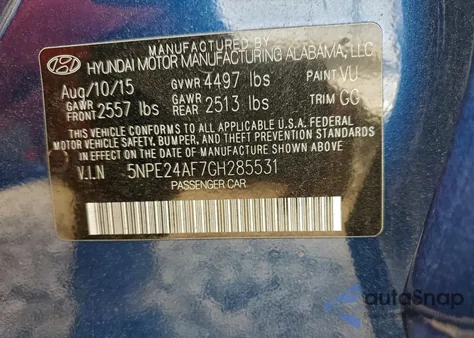 MANUFACTURED BY
HYUNDAI MOTOR MANUFACTURING ALABAMA, LLC
Aug/10/15 GVWR 4497 lbs PAINT VU
GAWR FRONT 2557 lbs GAWR REAR 2513 lbs TRIM GG
THIS VEHICLE CONFORMS TO ALL APPLICABLE U.S.A. FEDERAL
MOTOR VEHICLE SAFETY, BUMPER, AND THEFT PREVENTION STANDARDS
IN EFFECT ON THE DATE OF MANUFACTURE SHOWN ABOVE.
V.I.N 5NPE24AF7GH285531
PASSENGER CAR
autoSnap